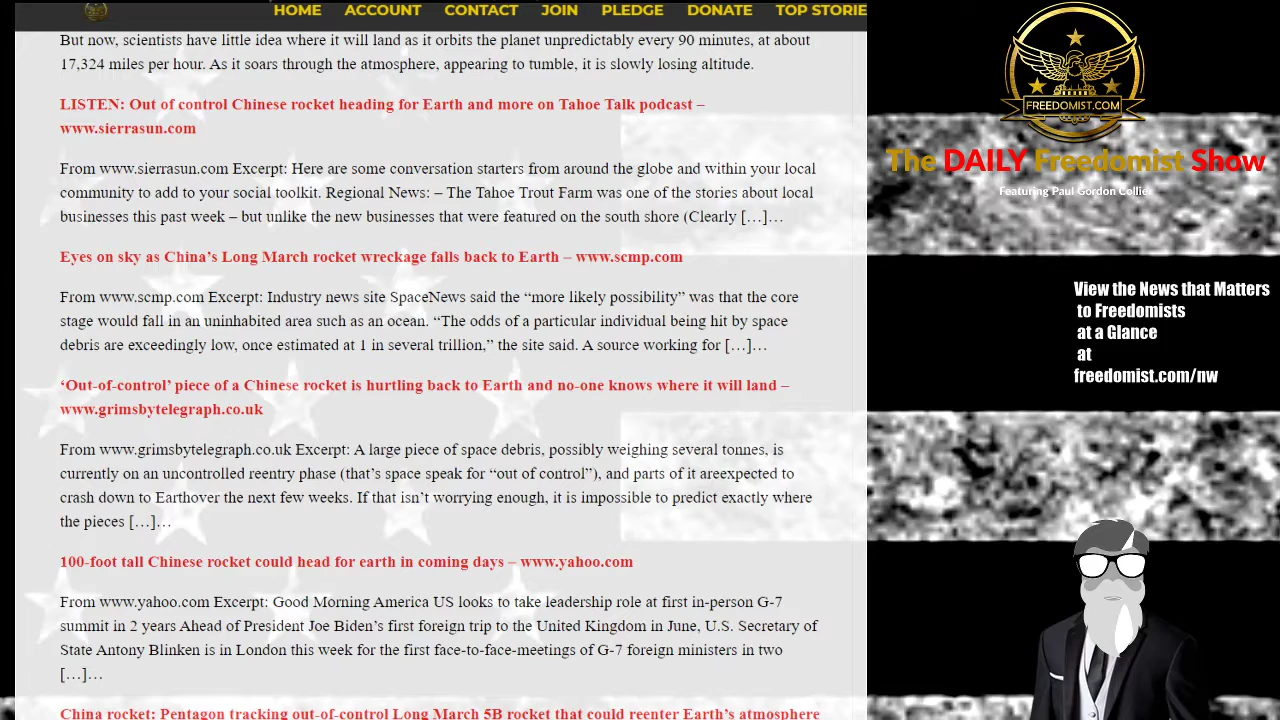 HOME ACCOUNT CONTACT JOIN PLEDGE DONATE TOP STORIE
But now, scientists have little idea where it will land as it orbits the planet unpredictably every 90 minutes, at about
17,324 miles per hour. As it soars through the atmosphere, appearing to tumble, it is slowly losing altitude.
LISTEN: Out of control Chinese rocket heading for Earth and more on Tahoe Talk podcast –
www.sierrasun.com
From www.sierrasun.com Excerpt: Here are some conversation starters from around the globe and within your local
community to add to your social toolkit. Regional News: – The Tahoe Trout Farm was one of the stories about local
businesses this past week – but unlike the new businesses that were featured on the south shore (Clearly […]…
Eyes on sky as China’s Long March rocket wreckage falls back to Earth – www.scmp.com
From www.scmp.com Excerpt: Industry news site SpaceNews said the “more likely possibility” was that the core
stage would fall in an uninhabited area such as an ocean. “The odds of a particular individual being hit by space
debris are exceedingly low, once estimated at 1 in several trillion,” the site said. A source working for […]…
‘Out-of-control’ piece of a Chinese rocket is hurtling back to Earth and no-one knows where it will land –
www.grimsbytelegraph.co.uk
From www.grimsbytelegraph.co.uk Excerpt: A large piece of space debris, possibly weighing several tonnes, is
currently on an uncontrolled reentry phase (that’s space speak for “out of control”), and parts of it areexpected to
crash down to Earthover the next few weeks. If that isn’t worrying enough, it is impossible to predict exactly where
the pieces […]…
100-foot tall Chinese rocket could head for earth in coming days – www.yahoo.com
From www.yahoo.com Excerpt: Good Morning America US looks to take leadership role at first in-person G-7
summit in 2 years Ahead of President Joe Biden’s first foreign trip to the United Kingdom in June, U.S. Secretary of
State Antony Blinken is in London this week for the first face-to-face-meetings of G-7 foreign ministers in two
[…]…
China rocket: Pentagon tracking out-of-control Long March 5B rocket that could reenter Earth’s atmosphere
FREEDOMIST.COM
The DAILY Freedomist Show
Featuring Paul Gordon Collier
View the News that Matters
to Freedomists
at a Glance
at
freedomist.com/nw